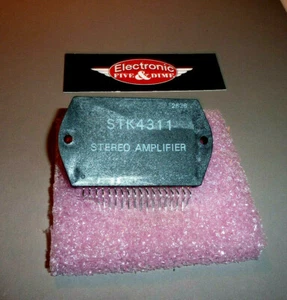 Electronic
FIVE & DIME
STK4311
STEREO AMPLIFIER